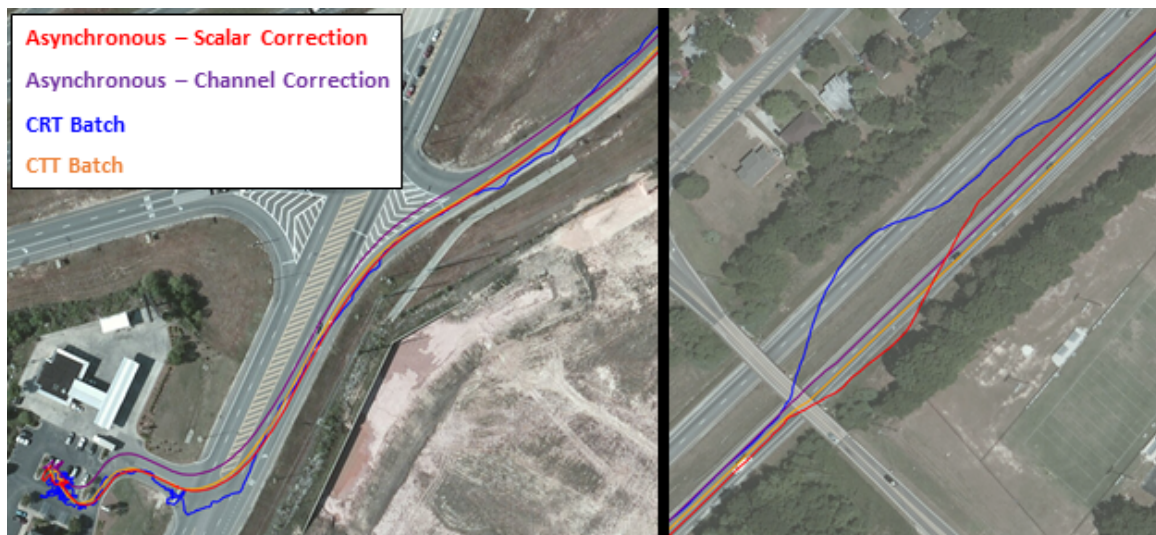 Asynchronous – Scalar Correction
Asynchronous – Channel Correction
CRT Batch
CTT Batch